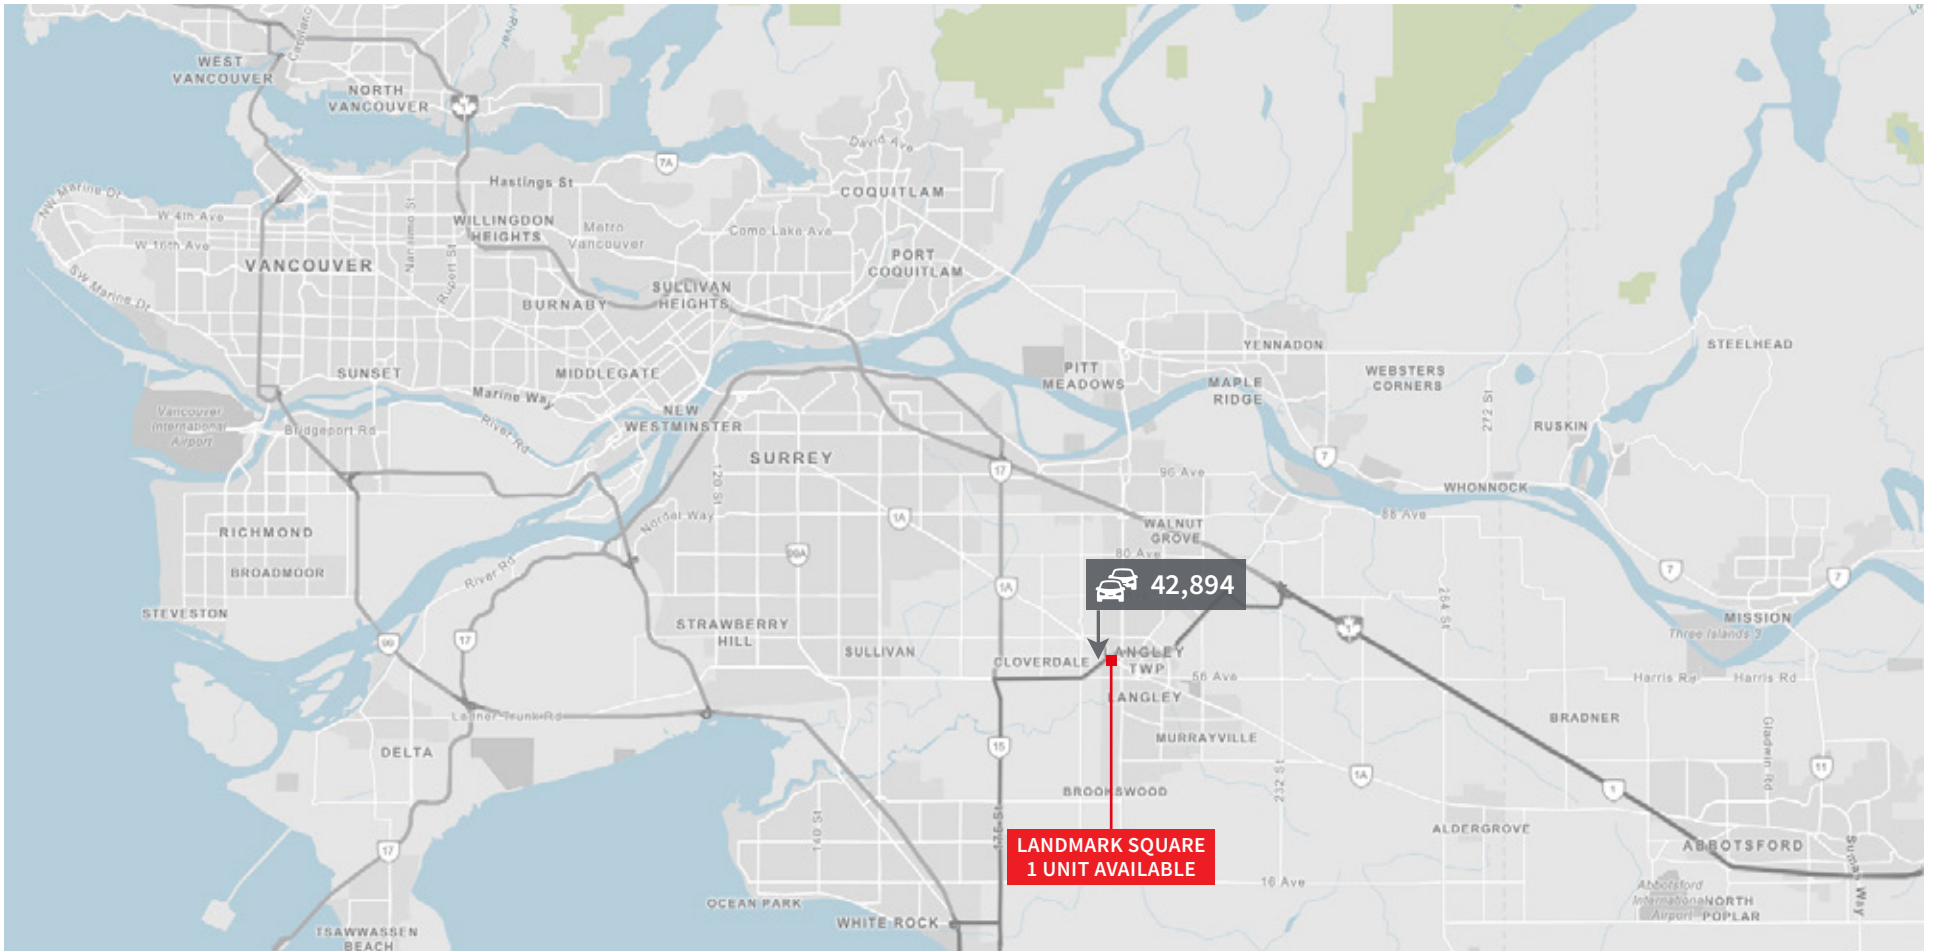 WEST
VANCOUVER
NORTH
VANCOUVER
1
7A
David Ave
Hastings St
COQUITLAM
NW Marine Dr
W 4th Ave
W 16th Ave
Nanaimo St
Rupert St
WILLINGDON
HEIGHTS
Metro
Vancouver
Como Lake Ave
VANCOUVER
SW Marine Dr
PORT
COQUITLAM
SULLIVAN
HEIGHTS
BURNABY
YENNADON
STEELHEAD
SUNSET
MIDDLEGATE
PITT
MEADOWS
MAPLE
RIDGE
WEBSTERS
CORNERS
272 St
Marine Way
Vancouver
International
Airport
Bridgeport Rd
River Rd
NEW
WESTMINSTER
RUSKIN
SURREY
120 St
17
96 Ave
7
WHONNOCK
RICHMOND
Nordel Way
1A
88 Ave
WALNUT
GROVE
99A
80 Ave
BROADMOOR
River Rd
42,894
1A
7
7
264 St
STEVESTON
STRAWBERRY
HILL
99
17
1
MISSION
Three Islands 3
SULLIVAN
CLOVERDALE
LANGLEY
TWP
56 Ave
Harris Rd
Harris Rd
LANGLEY
Ladner Trunk Rd
BRADNER
DELTA
15
MURRAYVILLE
232 St
1A
Gladwin Rd
11
BROOKSWOOD
1
140 St
176 St
LANDMARK SQUARE
1 UNIT AVAILABLE
ALDERGROVE
ABBOTSFORD
Sumas Way
17
16 Ave
OCEAN PARK
WHITE ROCK
Abbotsford
International
Airport
NORTH
POPLAR
TSAWWASSEN
BEACH